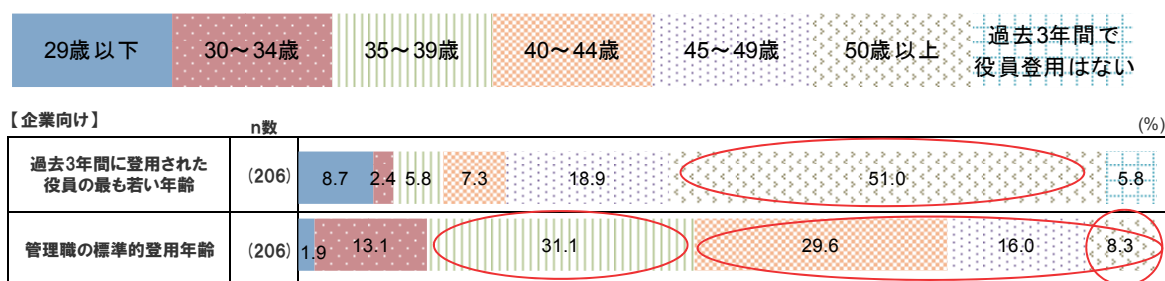 29歳以下 30～34歳 35～39歳 40～44歳 45～49歳 50歳以上 過去3年間で
役員登用はない
【企業向け】 n数 (%)
過去3年間に登用された
役員の最も若い年齢 (206) 8.7 2.4 5.8 7.3 18.9 51.0 5.8
管理職の標準的登用年齢 (206) 1.9 13.1 31.1 29.6 16.0 8.3